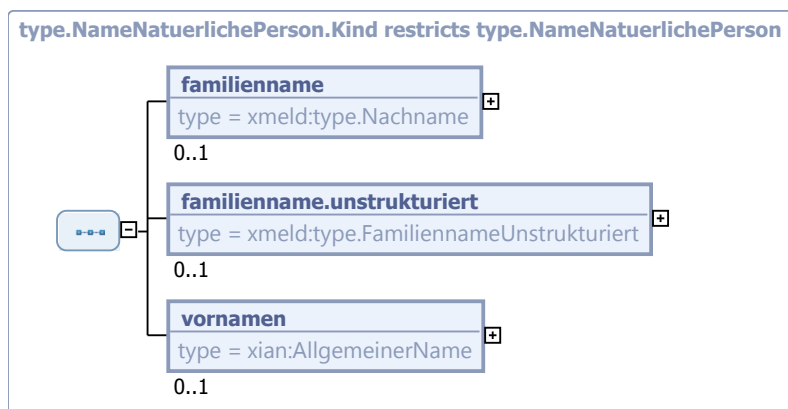 type.NameNatuerlichePerson.Kind restricts type.NameNatuerlichePerson
familienname
type = xmeld:type.Nachname
0..1
familienname.unstrukturiert
type = xmeld:type.FamiliennameUnstrukturiert
0..1
vornamen
type = xian:AllgemeinerName
0..1